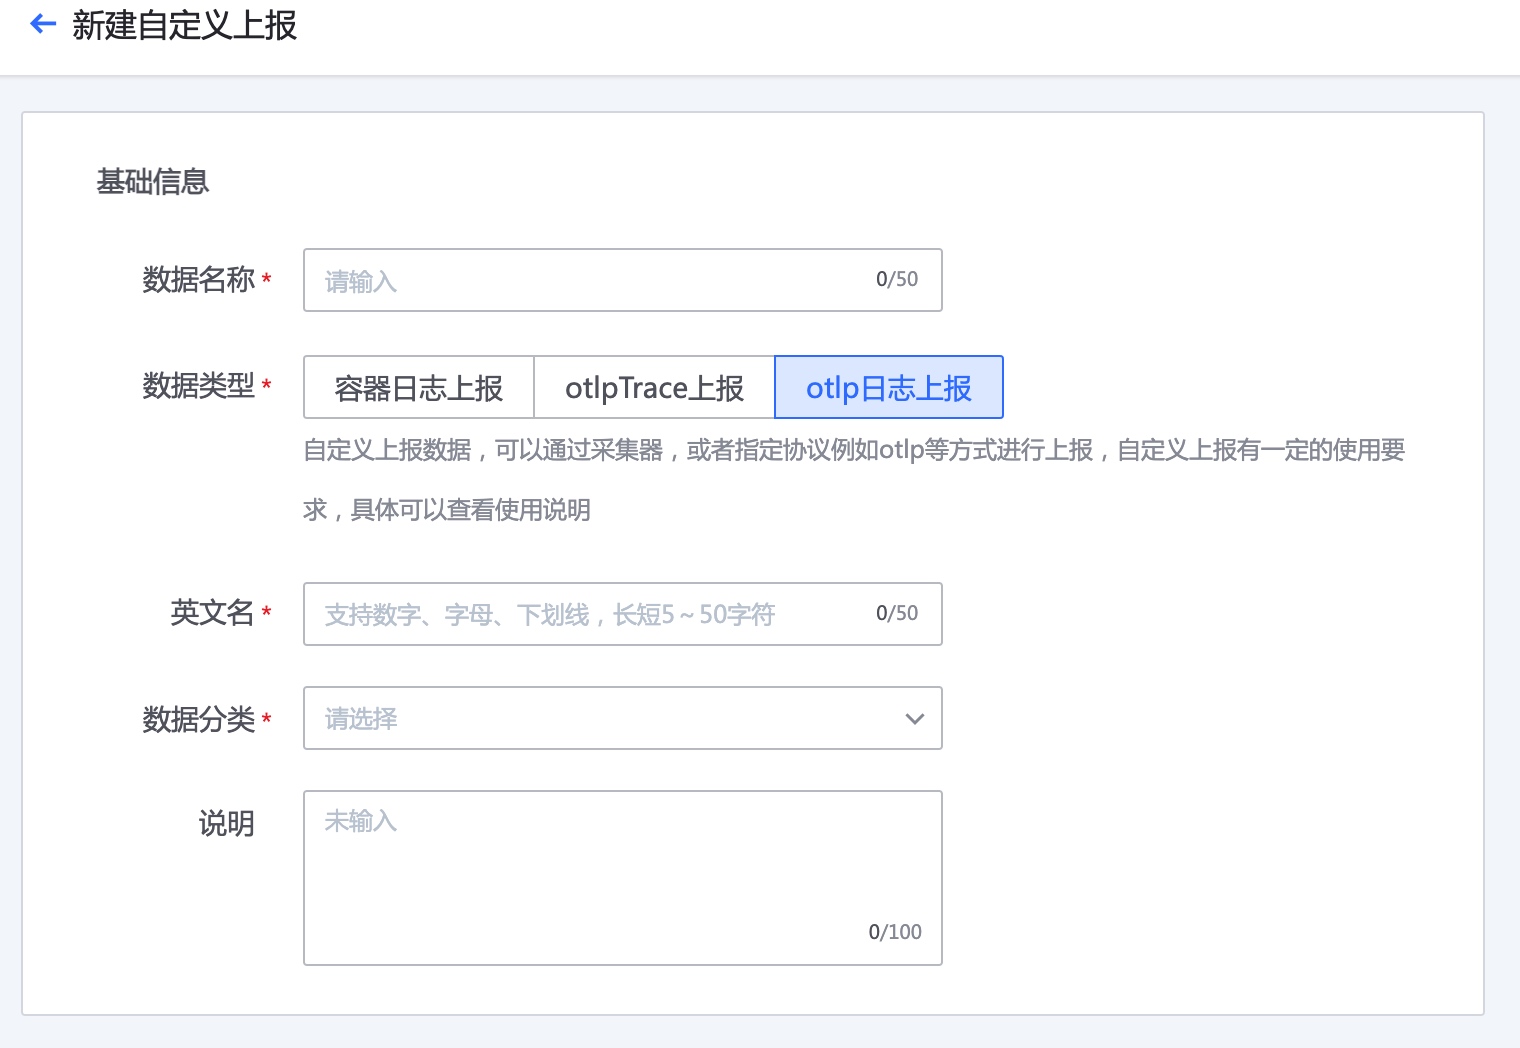 新建自定义上报
基础信息
数据名称 *
请输入 0/50
数据类型 *
容器日志上报 otlpTrace上报 otlp日志上报
自定义上报数据，可以通过采集器，或者指定协议例如otlp等方式进行上报，自定义上报有一定的使用要
求，具体可以查看使用说明
英文名 *
支持数字、字母、下划线，长短5～50字符 0/50
数据分类 *
请选择
说明
未输入
0/100